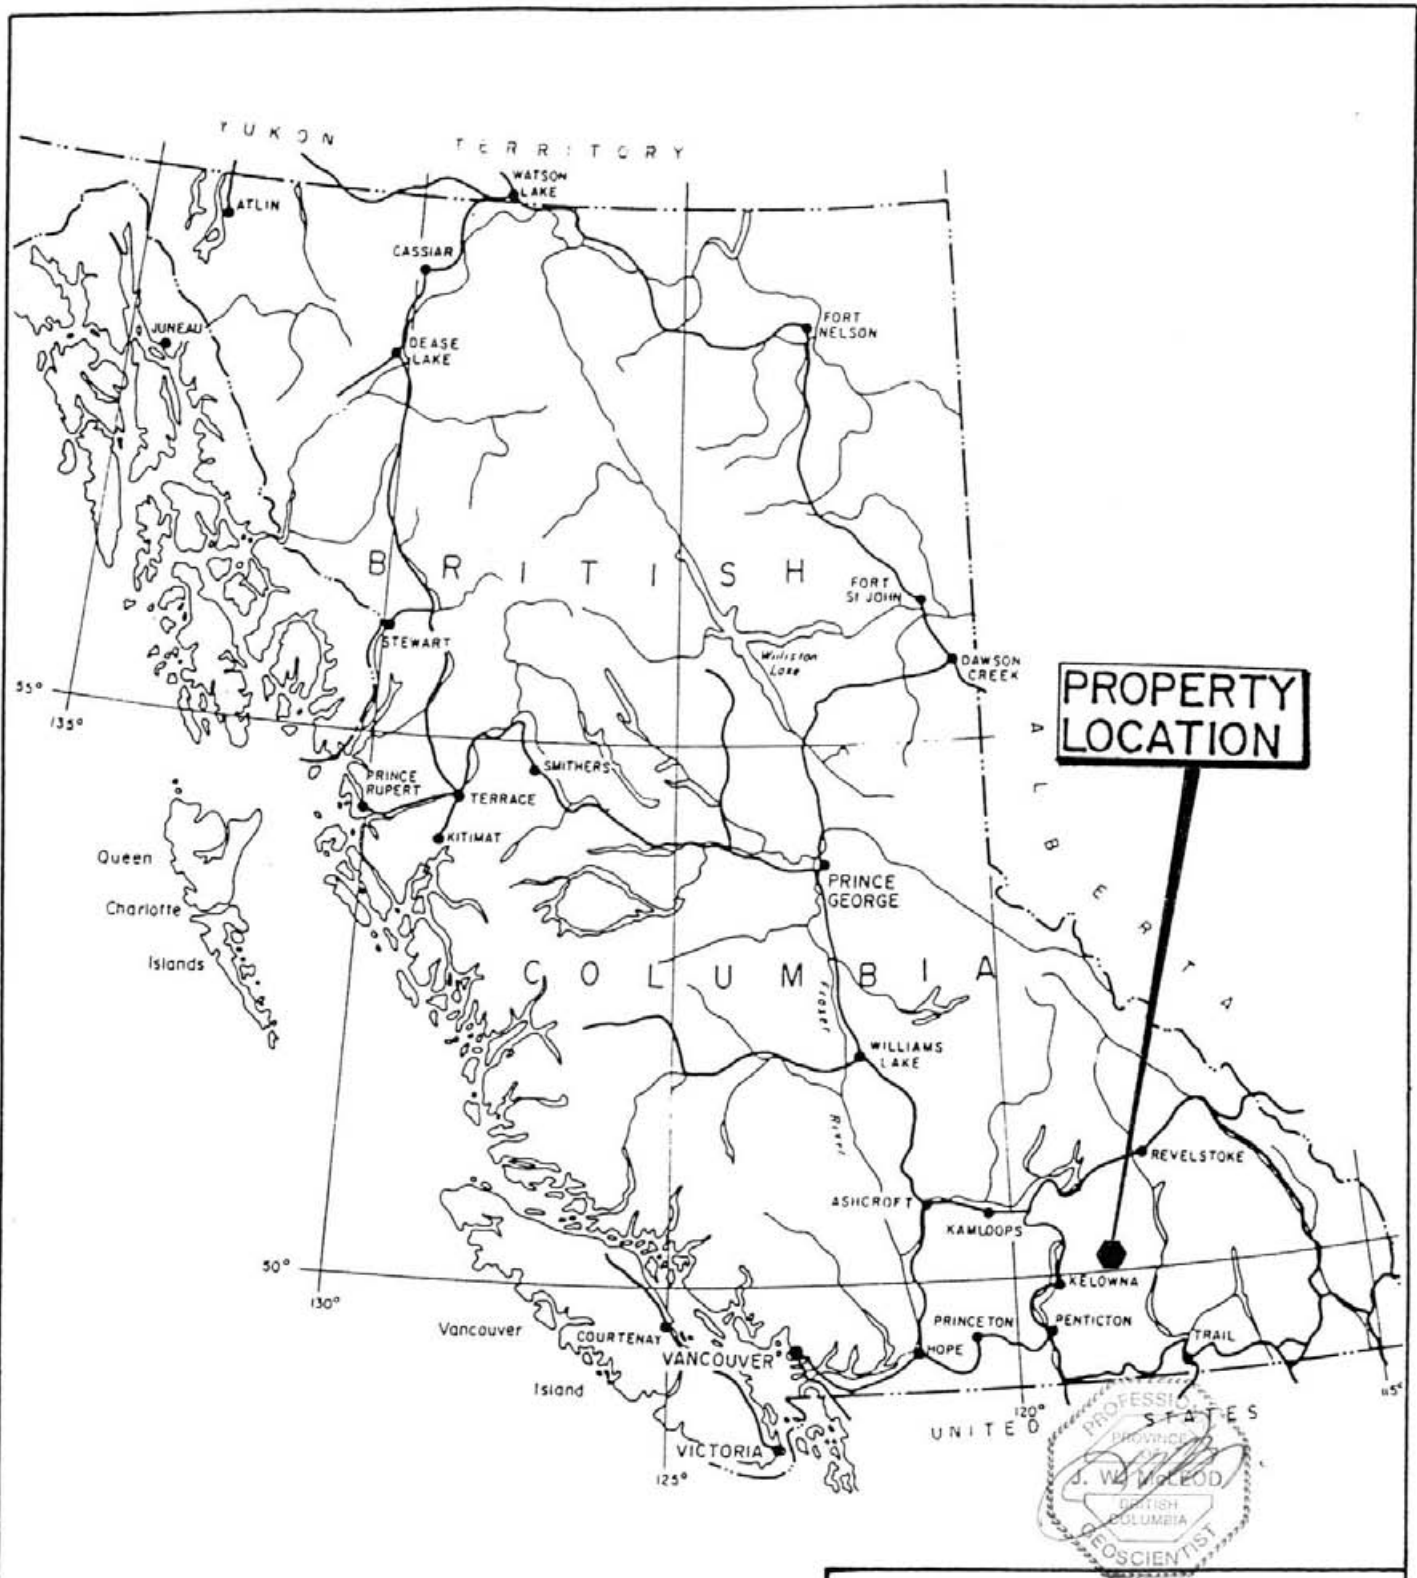 YUKON TERRITORY
WATSON
LAKE
ATLIN
CASSIAR
JUNEAU
DEASE
LAKE
FORT
NELSON
BRITISH
FORT
ST JOHN
STEWART
Williston
Lake
DAWSON
CREEK
PROPERTY
LOCATION
55°
135°
ALBERTA
PRINCE
RUPERT
SMITHERS
TERRACE
KITIMAT
Queen
Charlotte
Islands
PRINCE
GEORGE
COLUMBIA
Fraser
River
WILLIAMS
LAKE
REVELSTOKE
ASHCROFT
KAMLOOPS
50°
130°
KELOWNA
Vancouver
Island
COURTENAY
VANCOUVER
PRINCETON
PENTICTON
HOPE
TRAIL
115°
120°
UNITED STATES
VICTORIA
125°
PROVINCE
OF
J. W. McLEOD
BRITISH
COLUMBIA
GEOSCIENTIST